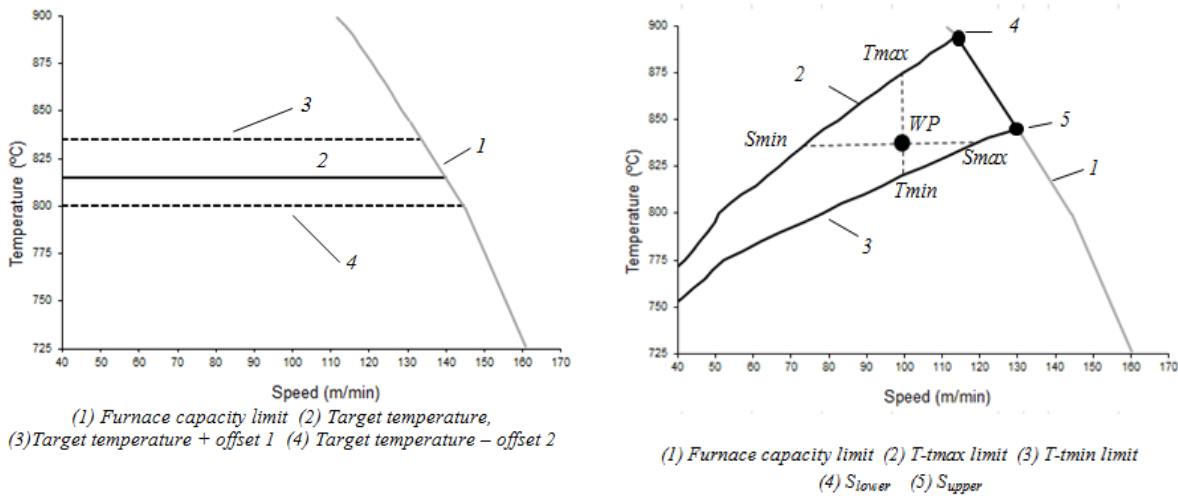 900
875
850
825
800
775
750
725
Temperature (ºC)
3
2
1
4
40 50 60 70 80 90 100 110 120 130 140 150 160 170
Speed (m/min)
(1) Furnace capacity limit (2) Target temperature,
(3)Target temperature + offset 1 (4) Target temperature – offset 2
900
875
850
825
800
775
750
725
Temperature (ºC)
4
Tmax
2
5
WP
Smin
Smax
Tmin
1
3
40 50 60 70 80 90 100 110 120 130 140 150 160 170
Speed (m/min)
(1) Furnace capacity limit (2) T-tmax limit (3) T-tmin limit
(4) Slower (5) Supper